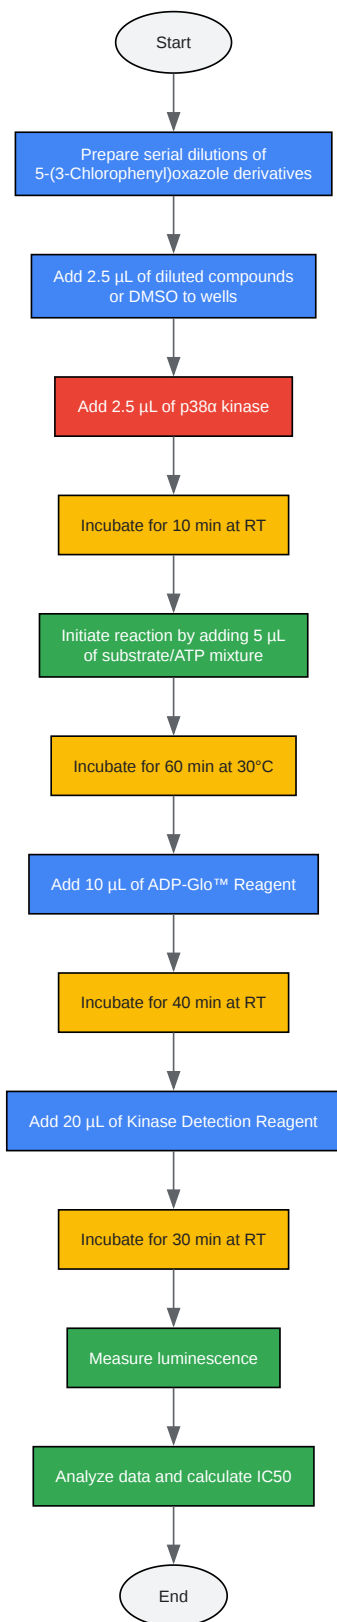 Start
Prepare serial dilutions of
5-(3-Chlorophenyl)oxazole derivatives
Add 2.5 µL of diluted compounds
or DMSO to wells
Add 2.5 µL of p38α kinase
Incubate for 10 min at RT
Initiate reaction by adding 5 µL
of substrate/ATP mixture
Incubate for 60 min at 30°C
Add 10 µL of ADP-Glo™ Reagent
Incubate for 40 min at RT
Add 20 µL of Kinase Detection Reagent
Incubate for 30 min at RT
Measure luminescence
Analyze data and calculate IC50
End